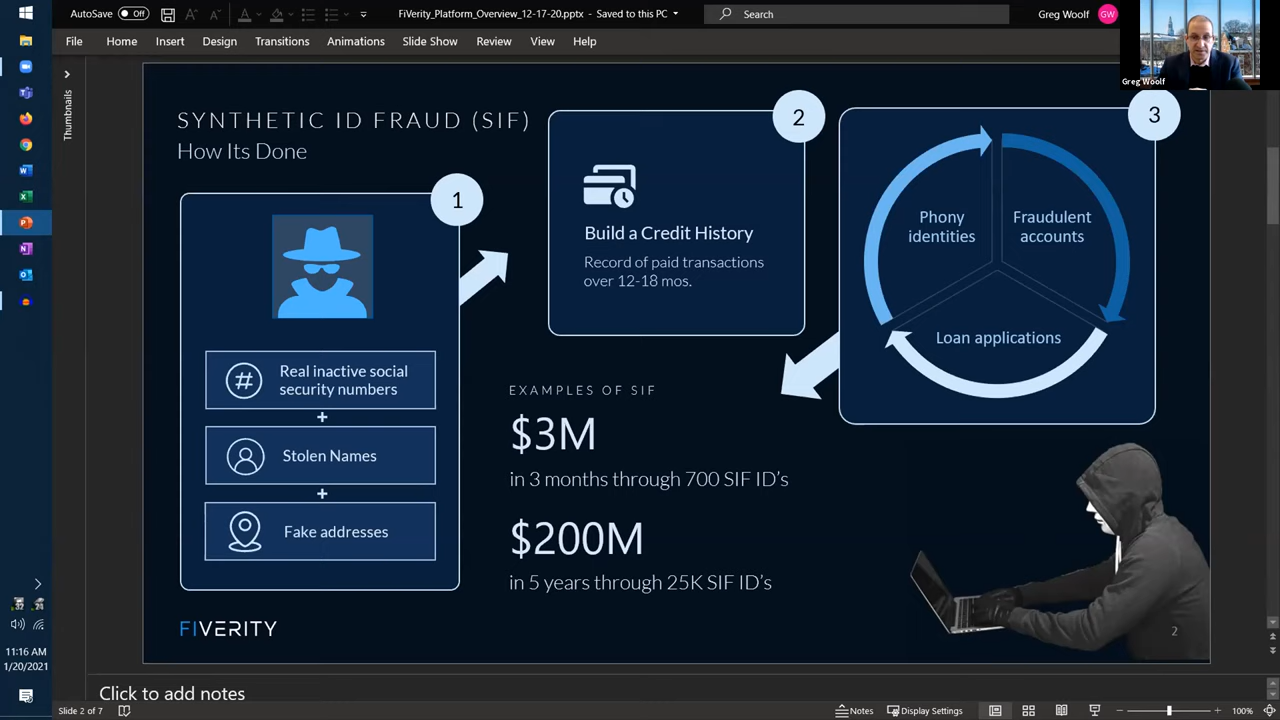 AutoSave Off
FiVerity_Platform_Overview_12-17-20.pptx - Saved to this PC
Search
Greg Woolf GW
File Home Insert Design Transitions Animations Slide Show Review View Help
Greg Woolf
Thumbnails
SYNTHETIC ID FRAUD (SIF)
How Its Done
1
Real inactive social
security numbers
+
Stolen Names
+
Fake addresses
2
Build a Credit History
Record of paid transactions
over 12-18 mos.
3
Phony
identities
Fraudulent
accounts
Loan applications
EXAMPLES OF SIF
$3M
in 3 months through 700 SIF ID's
$200M
in 5 years through 25K SIF ID's
FIVERITY
2
11:16 AM
1/20/2021
Click to add notes
Slide 2 of 7
Notes Display Settings 100%